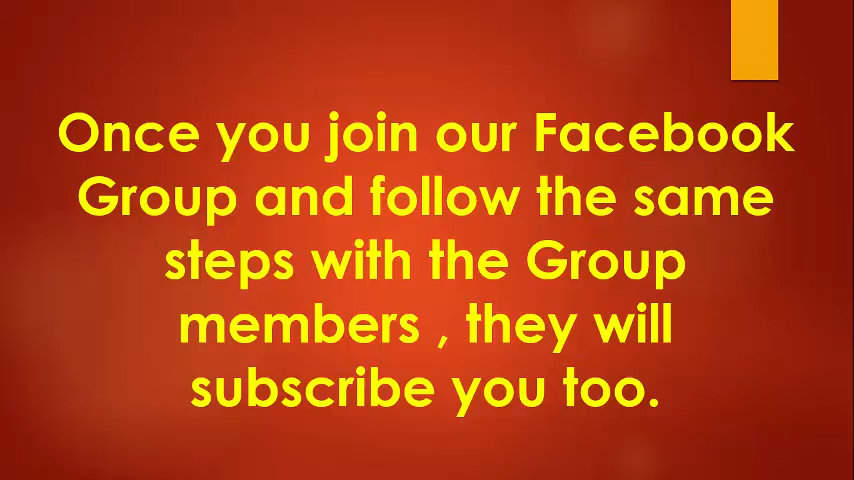 Once you join our Facebook
Group and follow the same
steps with the Group
members , they will
subscribe you too.